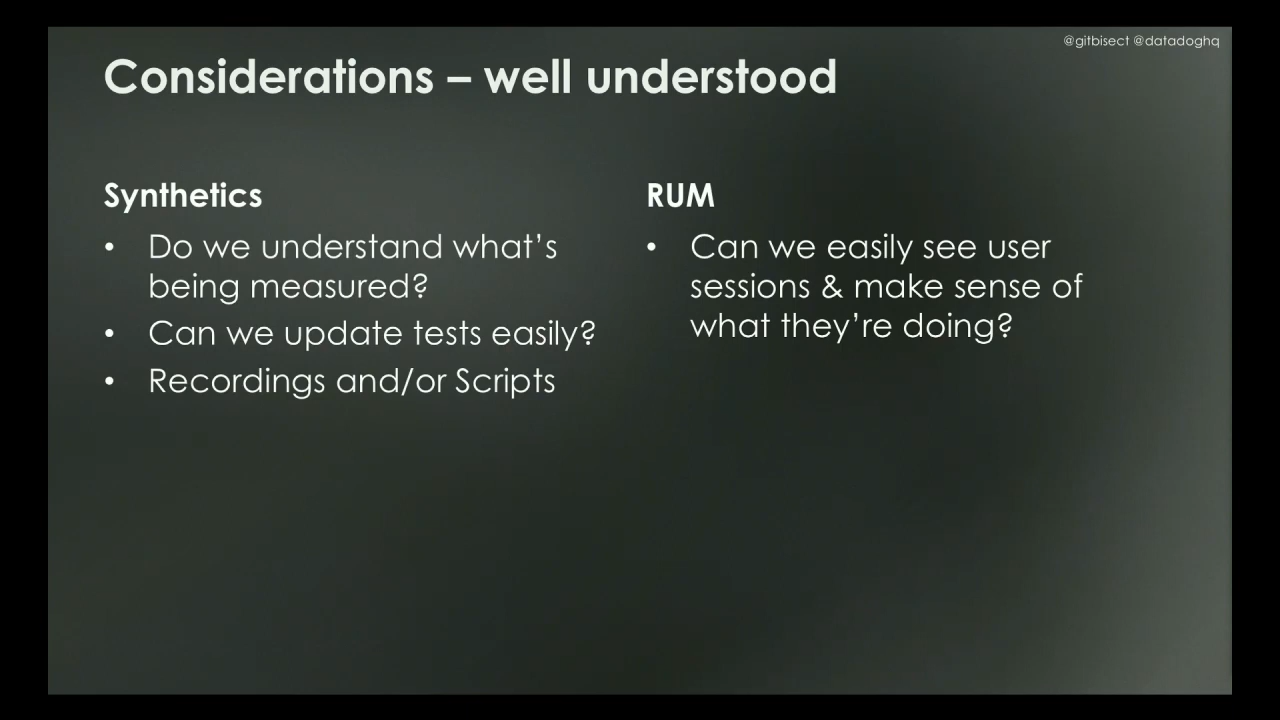 @gitbisect @datadoghq
Considerations – well understood
Synthetics
• Do we understand what’s
being measured?
• Can we update tests easily?
• Recordings and/or Scripts
RUM
• Can we easily see user
sessions & make sense of
what they’re doing?